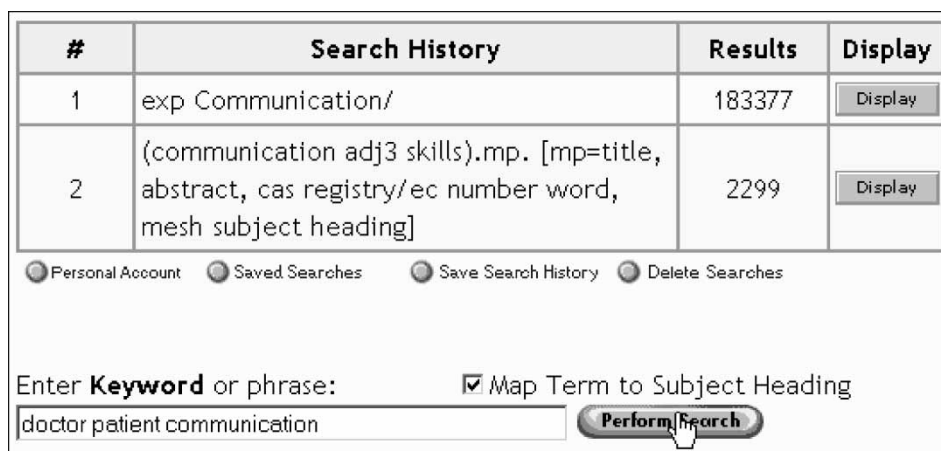 # Search History Results Display
1 exp Communication/ 183377 Display
(communication adj3 skills).mp. [mp=title,
2 abstract, cas registry/ec number word, 2299 Display
mesh subject heading]
Personal Account Saved Searches Save Search History Delete Searches
Enter Keyword or phrase: Map Term to Subject Heading
doctor patient communication Perform Search